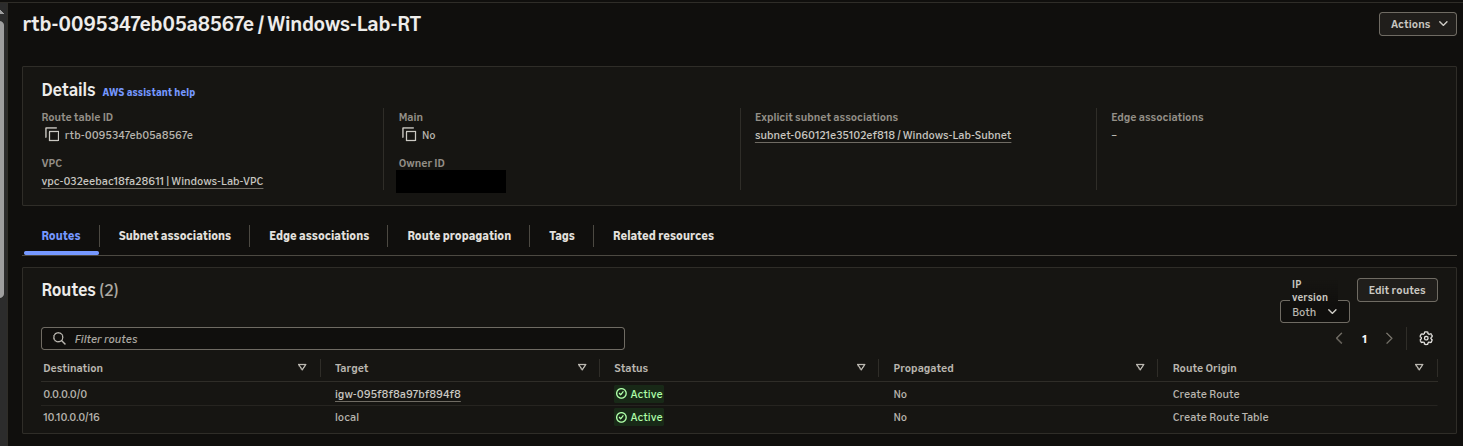 rtb-0095347eb05a8567e / Windows-Lab-RT
Actions
Details AWS assistant help
Route table ID
rtb-0095347eb05a8567e
Main
No
Explicit subnet associations
subnet-060121e35102ef818 / Windows-Lab-Subnet
Edge associations
–
VPC
vpc-032eebac18fa28611 | Windows-Lab-VPC
Owner ID
Routes Subnet associations Edge associations Route propagation Tags Related resources
Routes (2)
IP
version
Both
Edit routes
Filter routes
1
Destination Target Status Propagated Route Origin
0.0.0.0/0 igw-095f8f8a97bf894f8 Active No Create Route
10.10.0.0/16 local Active No Create Route Table